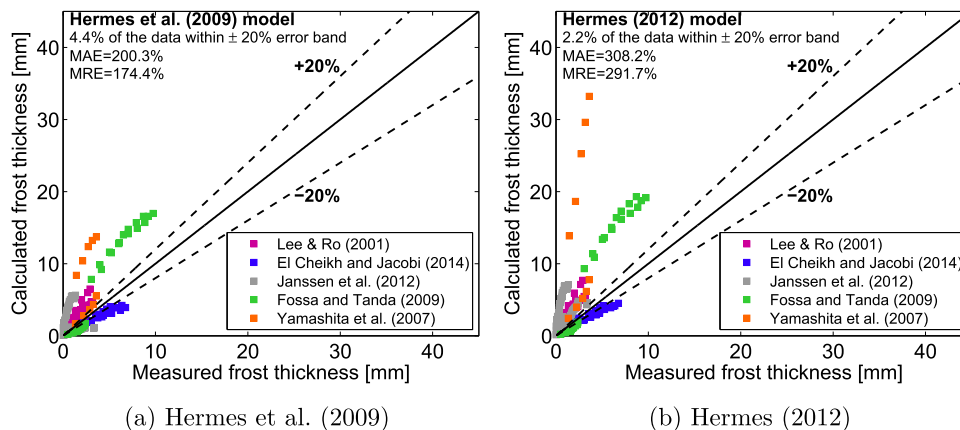 Hermes et al. (2009) model
4.4% of the data within ± 20% error band
MAE=200.3%
MRE=174.4%
+20%
−20%
Calculated frost thickness [mm]
40
30
20
10
0
0 10 20 30 40
Measured frost thickness [mm]
Lee & Ro (2001)
El Cheikh and Jacobi (2014)
Janssen et al. (2012)
Fossa and Tanda (2009)
Yamashita et al. (2007)
(a) Hermes et al. (2009)
Hermes (2012) model
2.2% of the data within ± 20% error band
MAE=308.2%
MRE=291.7%
+20%
−20%
Calculated frost thickness [mm]
40
30
20
10
0
0 10 20 30 40
Measured frost thickness [mm]
Lee & Ro (2001)
El Cheikh and Jacobi (2014)
Janssen et al. (2012)
Fossa and Tanda (2009)
Yamashita et al. (2007)
(b) Hermes (2012)